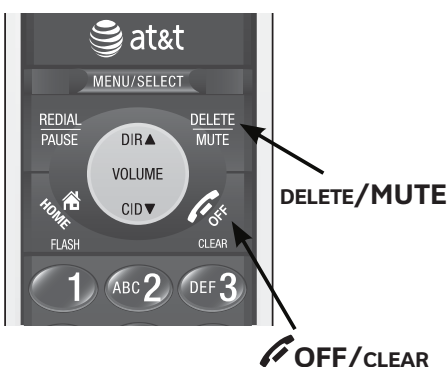 at&t
MENU/SELECT
REDIAL
PAUSE
DELETE
MUTE
DIR▲
VOLUME
CID▼
HOME
FLASH
OFF
CLEAR
1
ABC 2
DEF 3
DELETE/MUTE
OFF/CLEAR